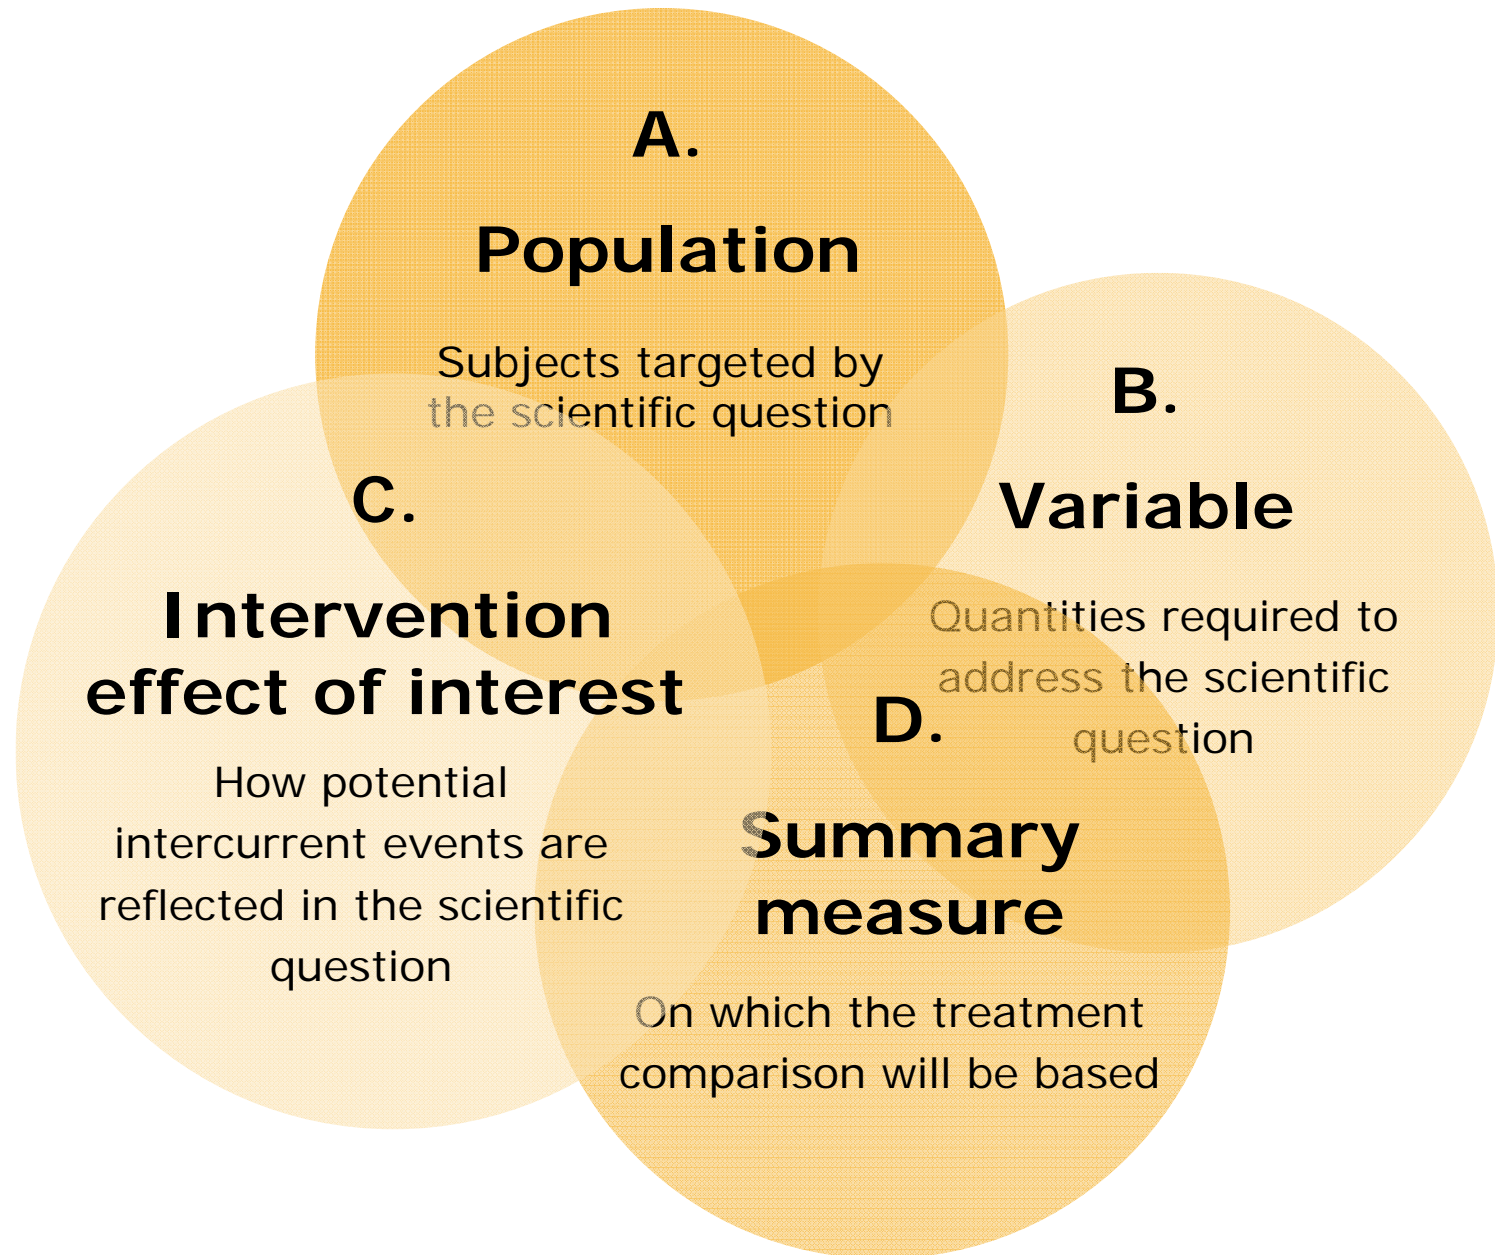 A.
Population
Subjects targeted by
the scientific question
B.
Variable
Quantities required to
address the scientific
question
C.
Intervention
effect of interest
How potential
intercurrent events are
reflected in the scientific
question
D.
Summary
measure
On which the treatment
comparison will be based